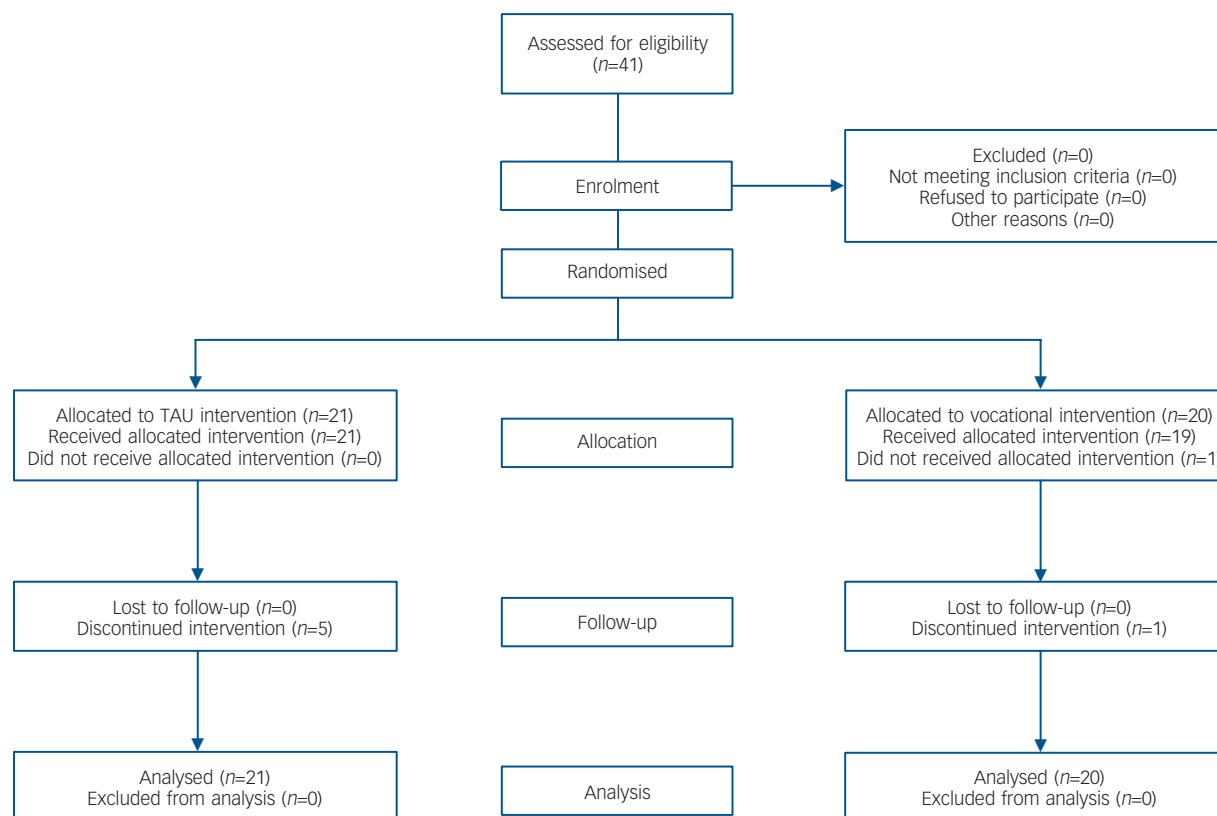 Assessed for eligibility
(n=41)
Excluded (n=0)
Not meeting inclusion criteria (n=0)
Refused to participate (n=0)
Other reasons (n=0)
Enrolment
Randomised
Allocated to TAU intervention (n=21)
Received allocated intervention (n=21)
Did not receive allocated intervention (n=0)
Allocation
Allocated to vocational intervention (n=20)
Received allocated intervention (n=19)
Did not received allocated intervention (n=1
Lost to follow-up (n=0)
Discontinued intervention (n=5)
Follow-up
Lost to follow-up (n=0)
Discontinued intervention (n=1)
Analysed (n=21)
Excluded from analysis (n=0)
Analysis
Analysed (n=20)
Excluded from analysis (n=0)